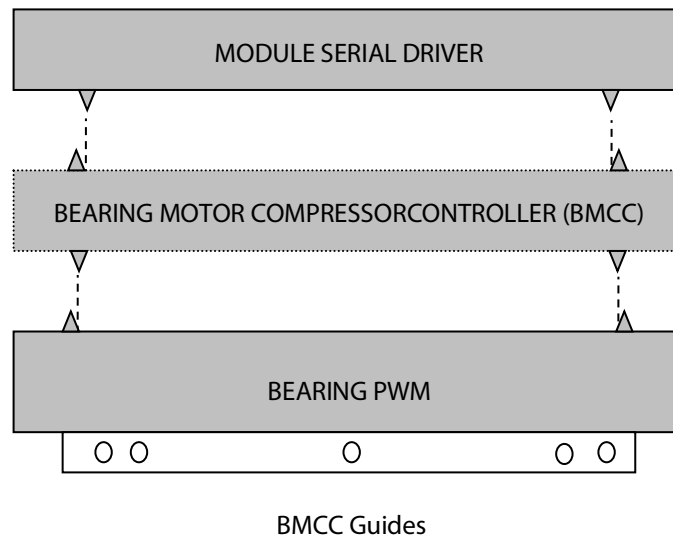 MODULE SERIAL DRIVER
BEARING MOTOR COMPRESSORCONTROLLER (BMCC)
BEARING PWM
BMCC Guides